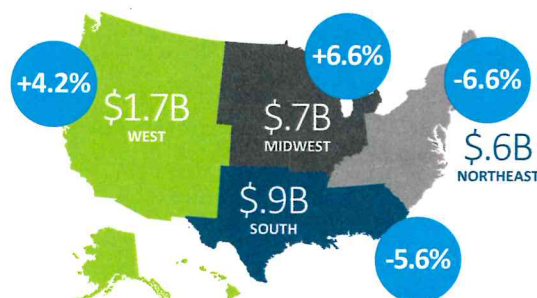 +4.2%
$1.7B
WEST
+6.6%
$.7B
MIDWEST
-6.6%
$.6B
NORTHEAST
$.9B
SOUTH
-5.6%